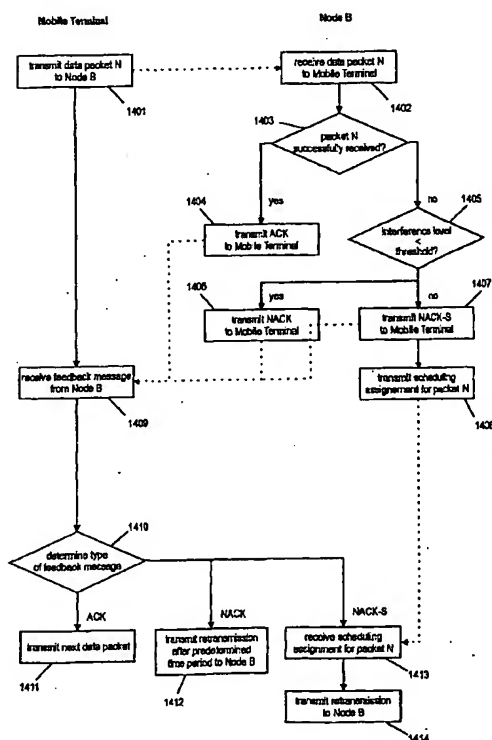 Mobile Terminal
Node B
transmit data packet N
to Node B
1401
receive data packet N
to Mobile Terminal
1402
1403
packet N
successfully received?
yes
no
1404
transmit ACK
to Mobile Terminal
1405
interference level
<
threshold?
1406
yes
no
1407
transmit NACK
to Mobile Terminal
transmit NACK-S
to Mobile Terminal
receive feedback message
from Node B
1409
transmit scheduling
assignement for packet N
1408
1410
determine type
of feedback message
ACK
NACK
NACK-S
transmit next data packet
1411
transmit retransmission
after predetermined
time period to Node B
1412
receive scheduling
assignment for packet N
1413
transmit retransmission
to Node B
1414